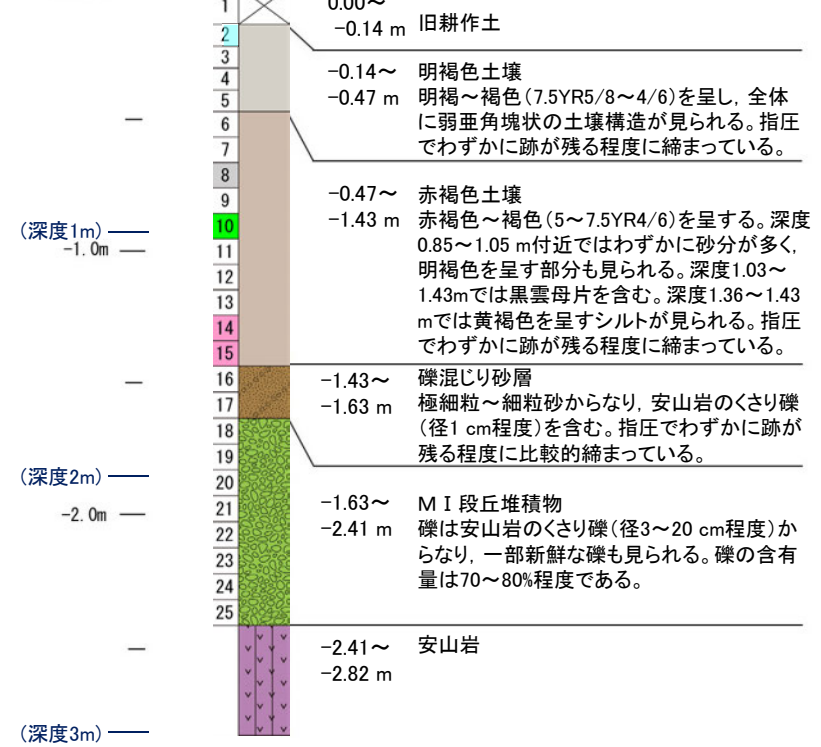 1
2
3
4
5
6
7
8
9
10
11
12
13
14
15
16
17
18
19
20
21
22
23
24
25
(深度1m)
-1.0m
(深度2m)
-2.0m
(深度3m)
0.00～
-0.14 m
旧耕作土
-0.14～
-0.47 m
明褐色土壌
明褐～褐色(7.5YR5/8～4/6)を呈し，全体
に弱亜角塊状の土壌構造が見られる。指圧
でわずかに跡が残る程度に締まっている。
-0.47～
-1.43 m
赤褐色土壌
赤褐色～褐色(5～7.5YR4/6)を呈する。深度
0.85～1.05 m付近ではわずかに砂分が多く，
明褐色を呈す部分も見られる。深度1.03～
1.43mでは黒雲母片を含む。深度1.36～1.43
mでは黄褐色を呈すシルトが見られる。指圧
でわずかに跡が残る程度に締まっている。
-1.43～
-1.63 m
礫混じり砂層
極細粒～細粒砂からなり，安山岩のくさり礫
(径1 cm程度)を含む。指圧でわずかに跡が
残る程度に比較的締まっている。
-1.63～
-2.41 m
ＭⅠ段丘堆積物
礫は安山岩のくさり礫(径3～20 cm程度)か
らなり，一部新鮮な礫も見られる。礫の含有
量は70～80%程度である。
-2.41～
-2.82 m
安山岩